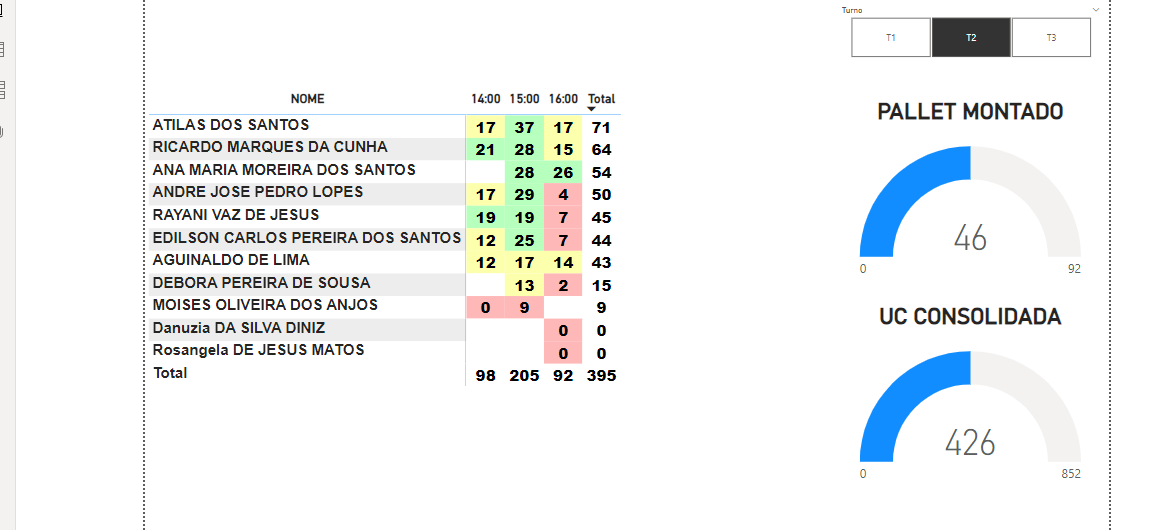 Turno
T1 T2 T3
NOME 14:00 15:00 16:00 Total
ATILAS DOS SANTOS 17 37 17 71
RICARDO MARQUES DA CUNHA 21 28 15 64
ANA MARIA MOREIRA DOS SANTOS 28 26 54
ANDRE JOSE PEDRO LOPES 17 29 4 50
RAYANI VAZ DE JESUS 19 19 7 45
EDILSON CARLOS PEREIRA DOS SANTOS 12 25 7 44
AGUINALDO DE LIMA 12 17 14 43
DEBORA PEREIRA DE SOUSA 13 2 15
MOISES OLIVEIRA DOS ANJOS 0 9 9
Danuzia DA SILVA DINIZ 0 0
Rosangela DE JESUS MATOS 0 0
Total 98 205 92 395
PALLET MONTADO
46
0 92
UC CONSOLIDADA
426
0 852